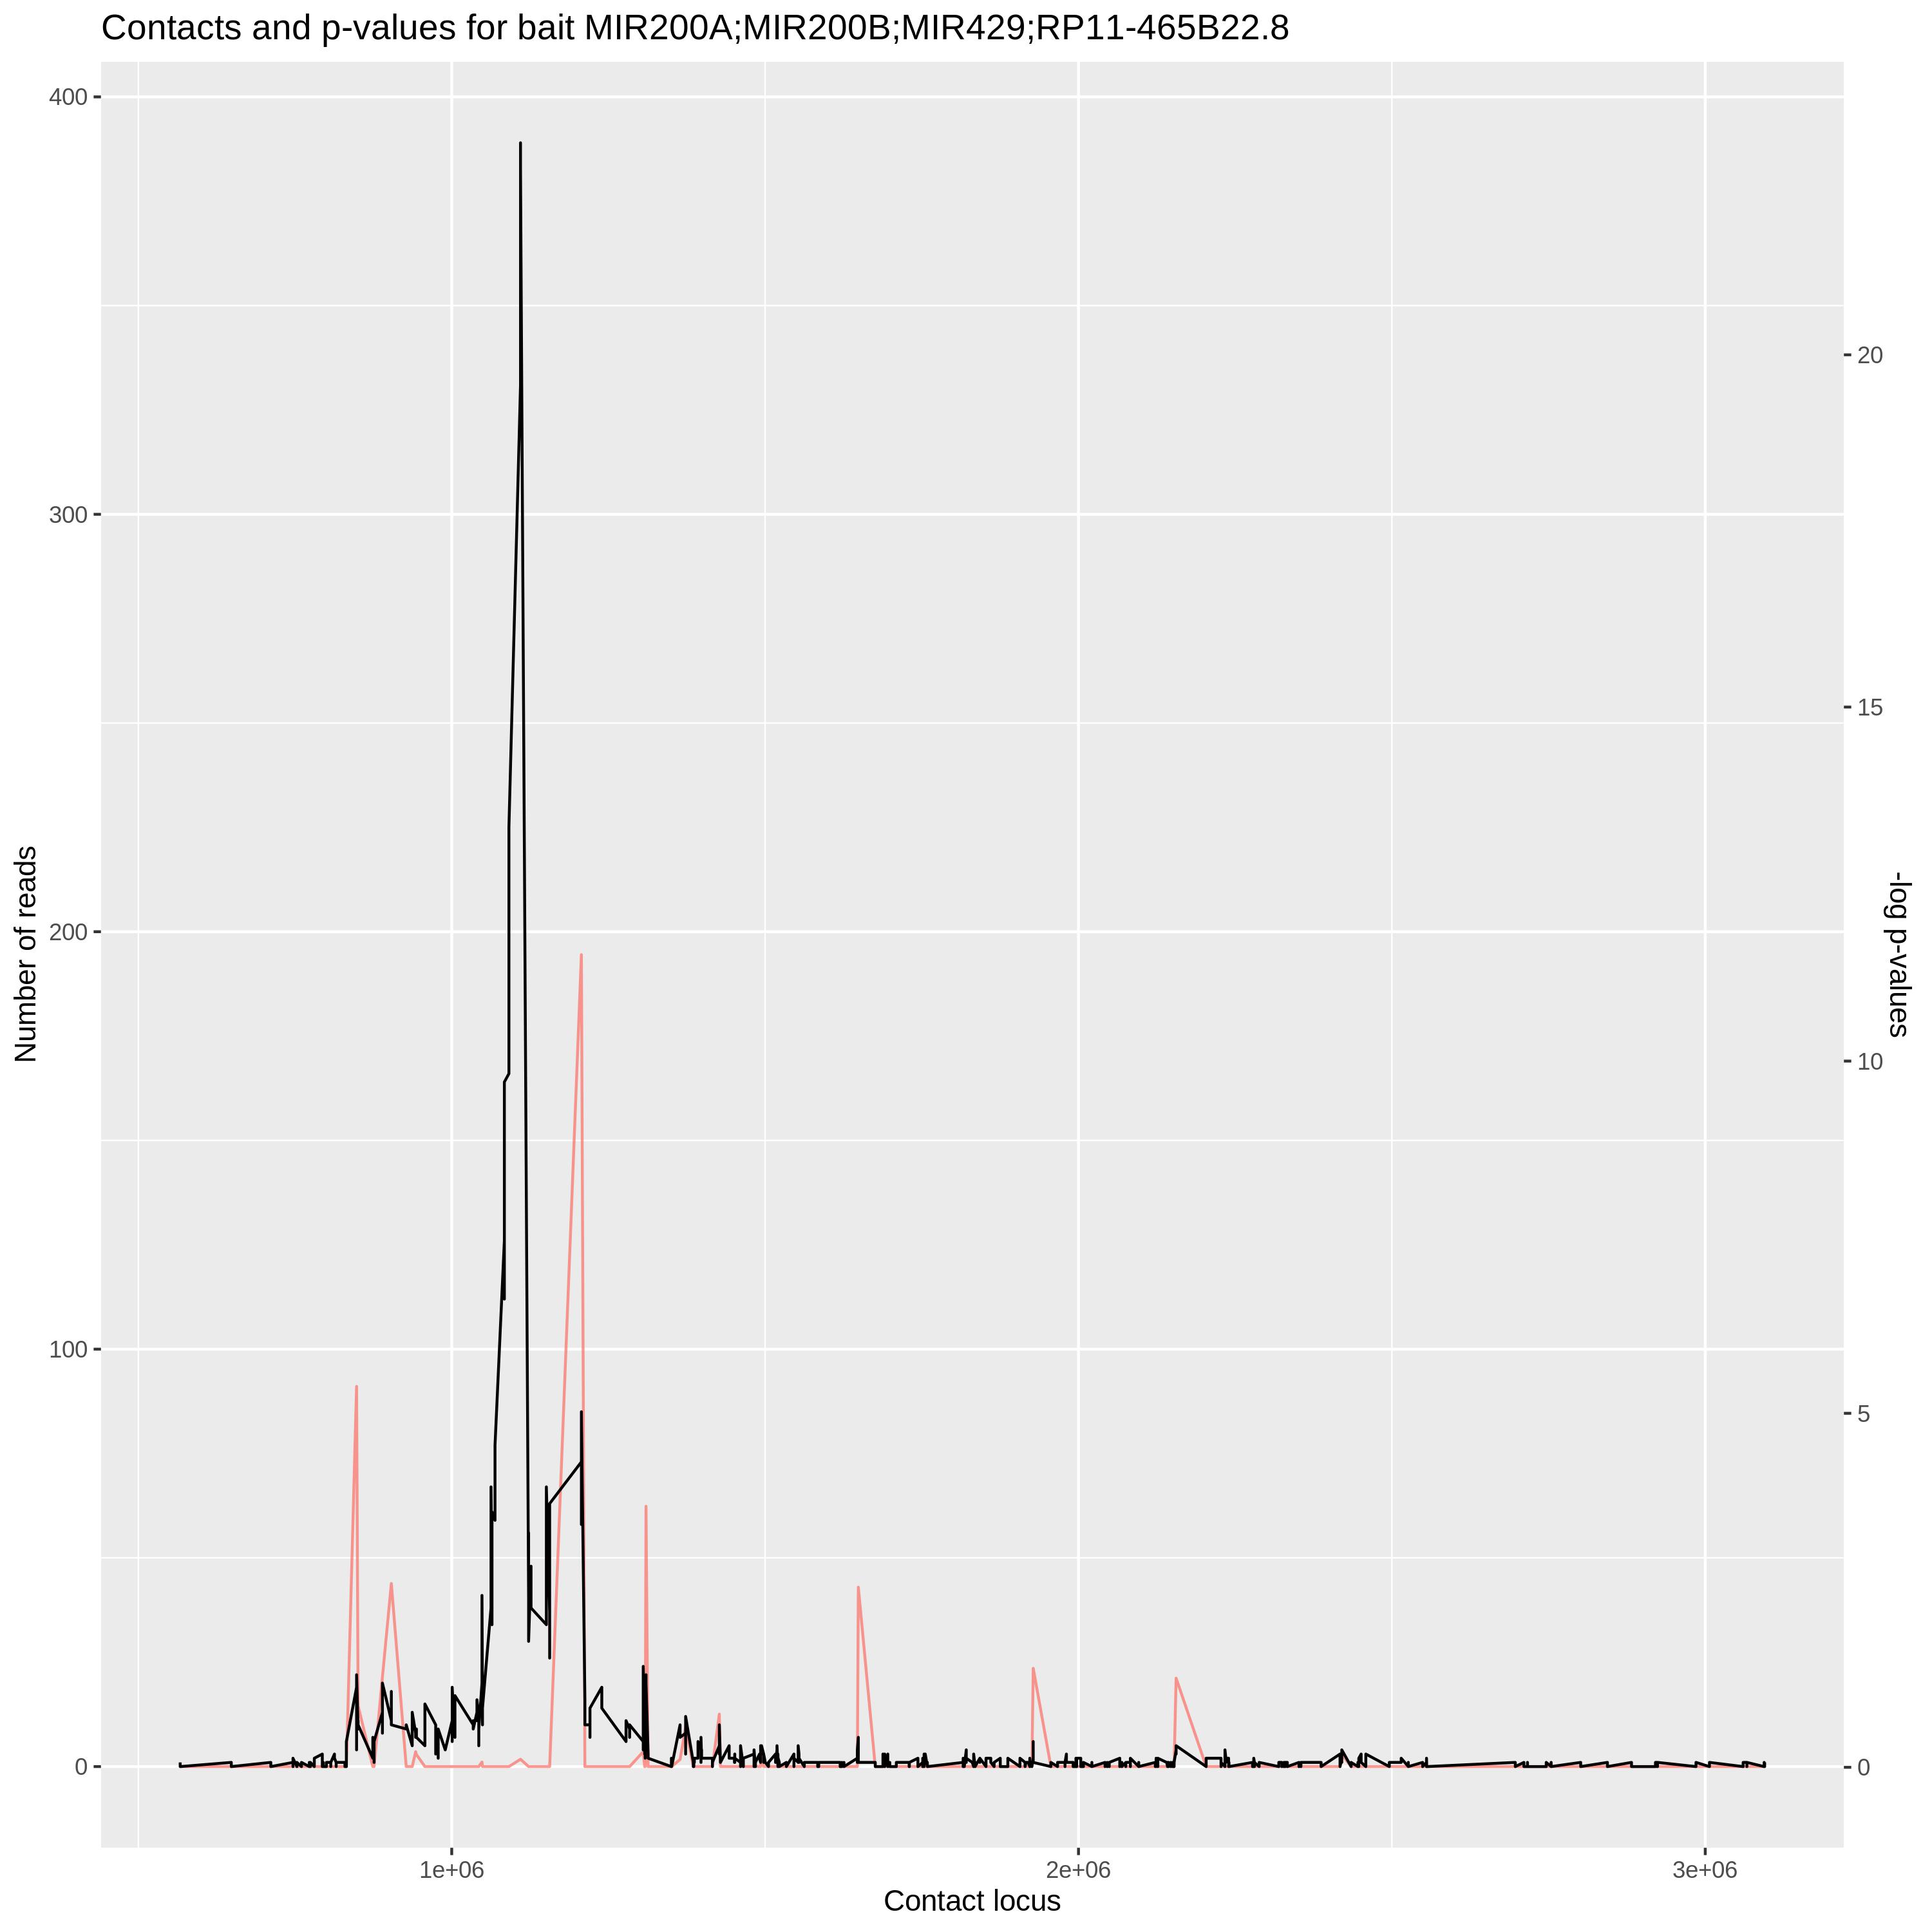 Contacts and p-values for bait MIR200A;MIR200B;MIR429;RP11-465B22.8
400
300
200
100
0
Number of reads
20
15
10
5
0
-log p-values
1e+06
2e+06
3e+06
Contact locus